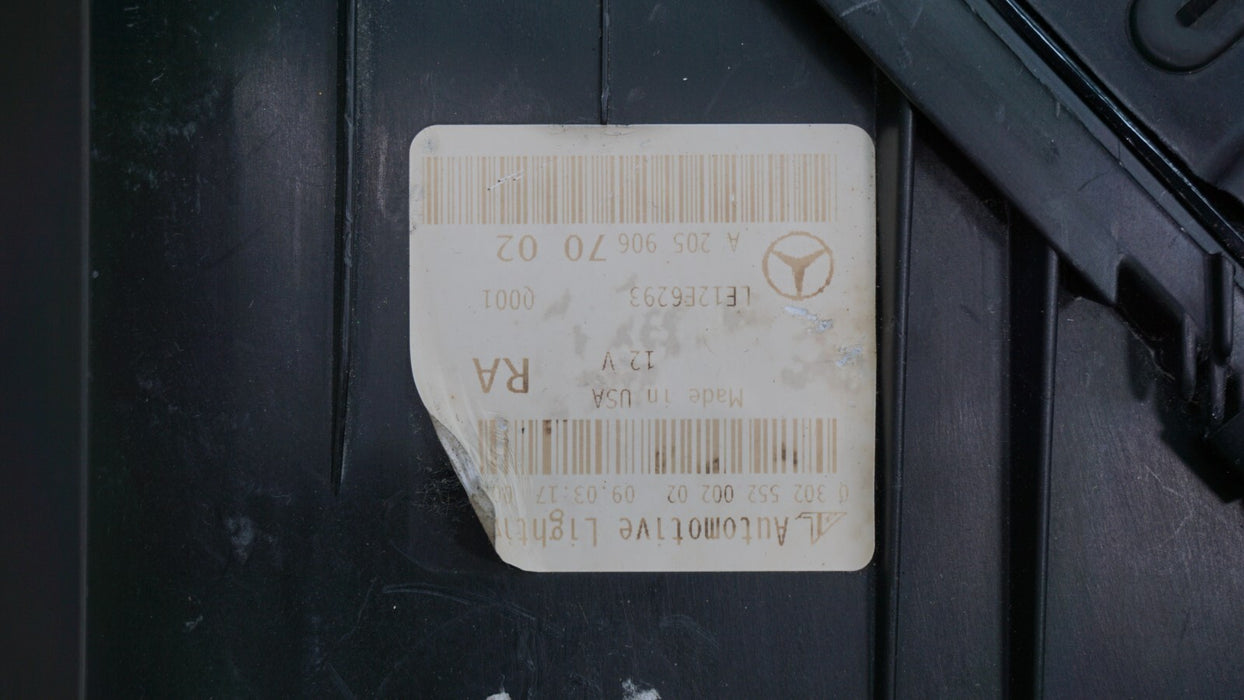 Automotive
0 302 552 002 02 09:03:17
Made in USA
12 V RA
LE12E6293 0001
A 205 906 70 02